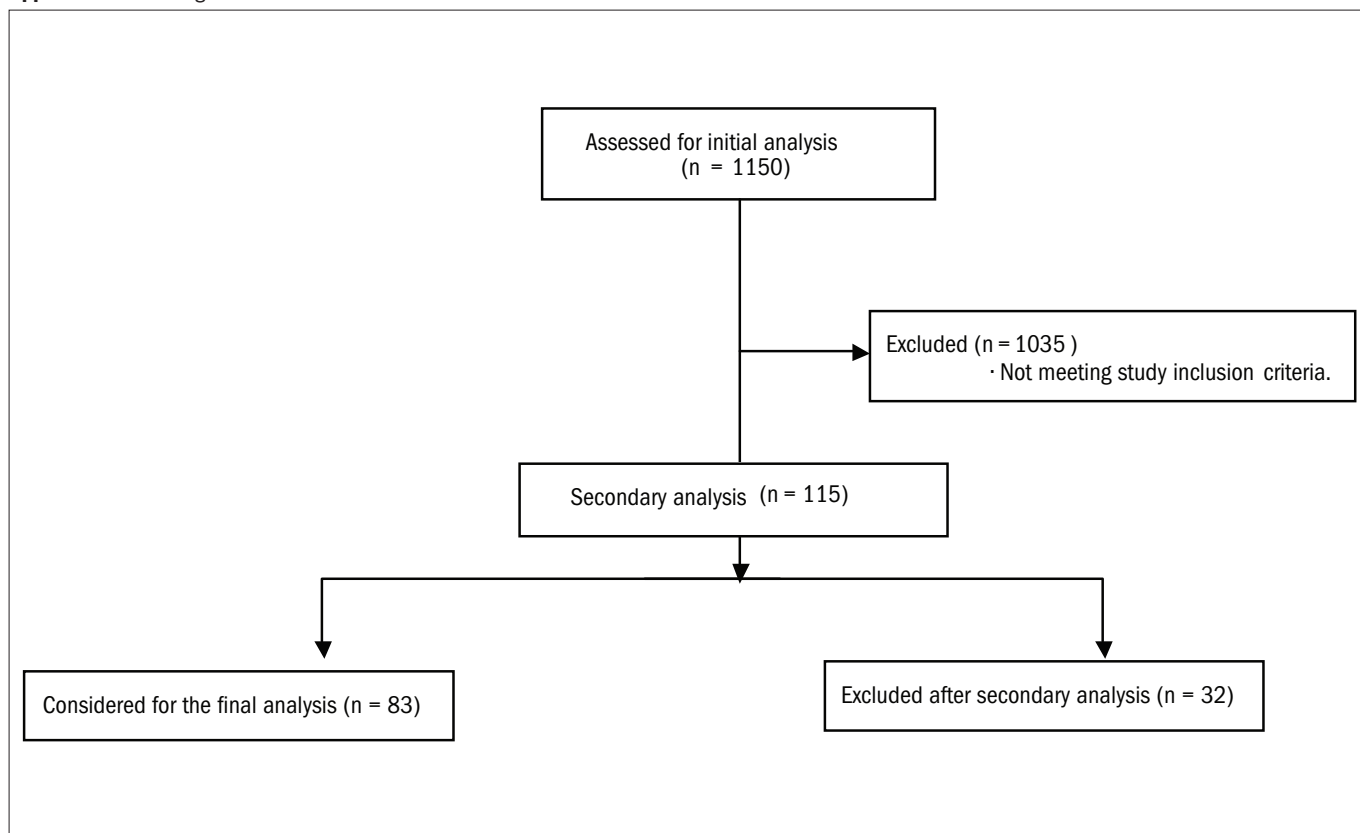 Assessed for initial analysis
(n = 1150)
Excluded (n = 1035 )
· Not meeting study inclusion criteria.
Secondary analysis (n = 115)
Considered for the final analysis (n = 83)
Excluded after secondary analysis (n = 32)